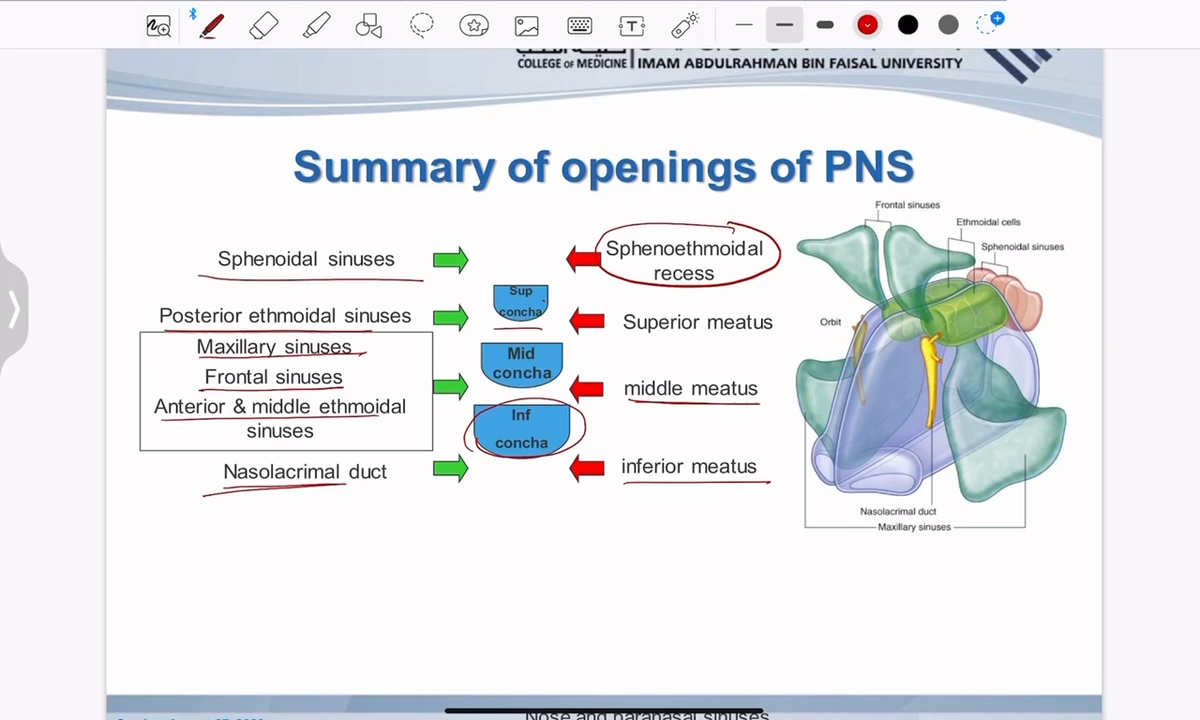 COLLEGE OF MEDICINE IMAM ABDULRAHMAN BIN FAISAL UNIVERSITY
Summary of openings of PNS
Sphenoidal sinuses
Posterior ethmoidal sinuses
Maxillary sinuses
Frontal sinuses
Anterior & middle ethmoidal
sinuses
Nasolacrimal duct
Sup
concha
Mid
concha
Inf
concha
Sphenoethmoidal
recess
Superior meatus
middle meatus
inferior meatus
Frontal sinuses
Ethmoidal cells
Sphenoidal sinuses
Orbit
Nasolacrimal duct
Maxillary sinuses
Nose and paranasal sinuses